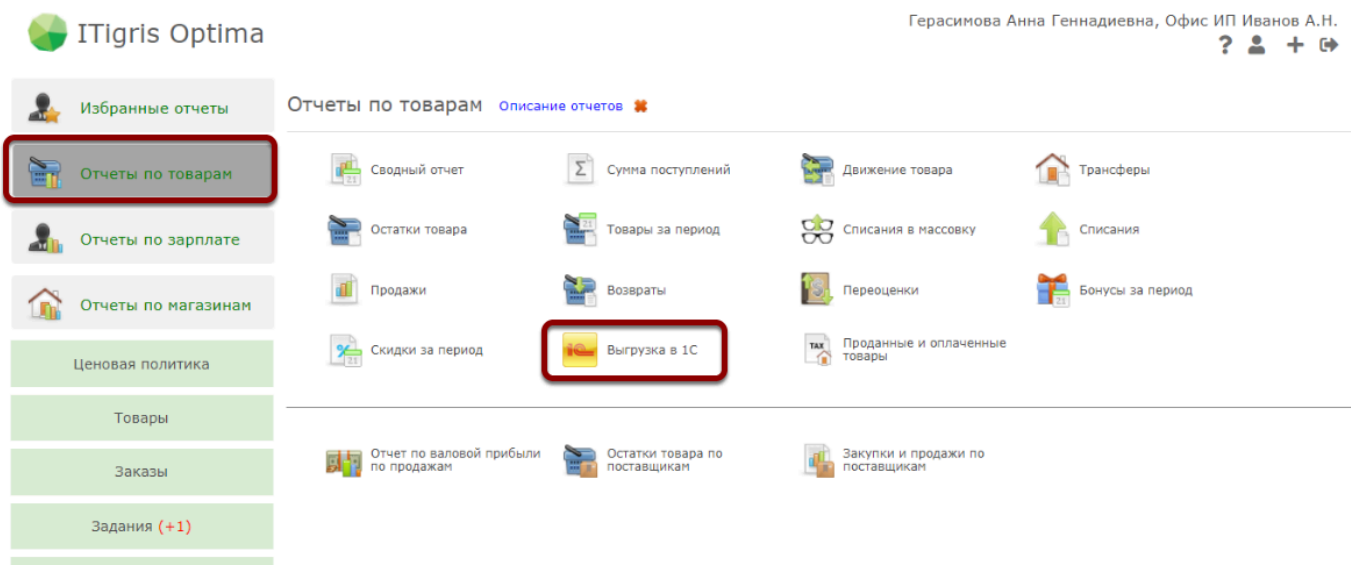 ITigris Optima
Герасимова Анна Геннадиевна, Офис ИП Иванов А.Н.
Избранные отчеты
Отчеты по товарам
Отчеты по зарплате
Отчеты по магазинам
Ценовая политика
Товары
Заказы
Задания (+1)
Отчеты по товарам Описание отчетов
Сводный отчет
Сумма поступлений
Движение товара
Трансферы
Остатки товара
Товары за период
Списания в массовку
Списания
Продажи
Возвраты
Переоценки
Бонусы за период
Скидки за период
Выгрузка в 1С
TAX
Проданные и оплаченные
товары
Отчет по валовой прибыли
по продажам
Остатки товара по
поставщикам
Закупки и продажи по
поставщикам